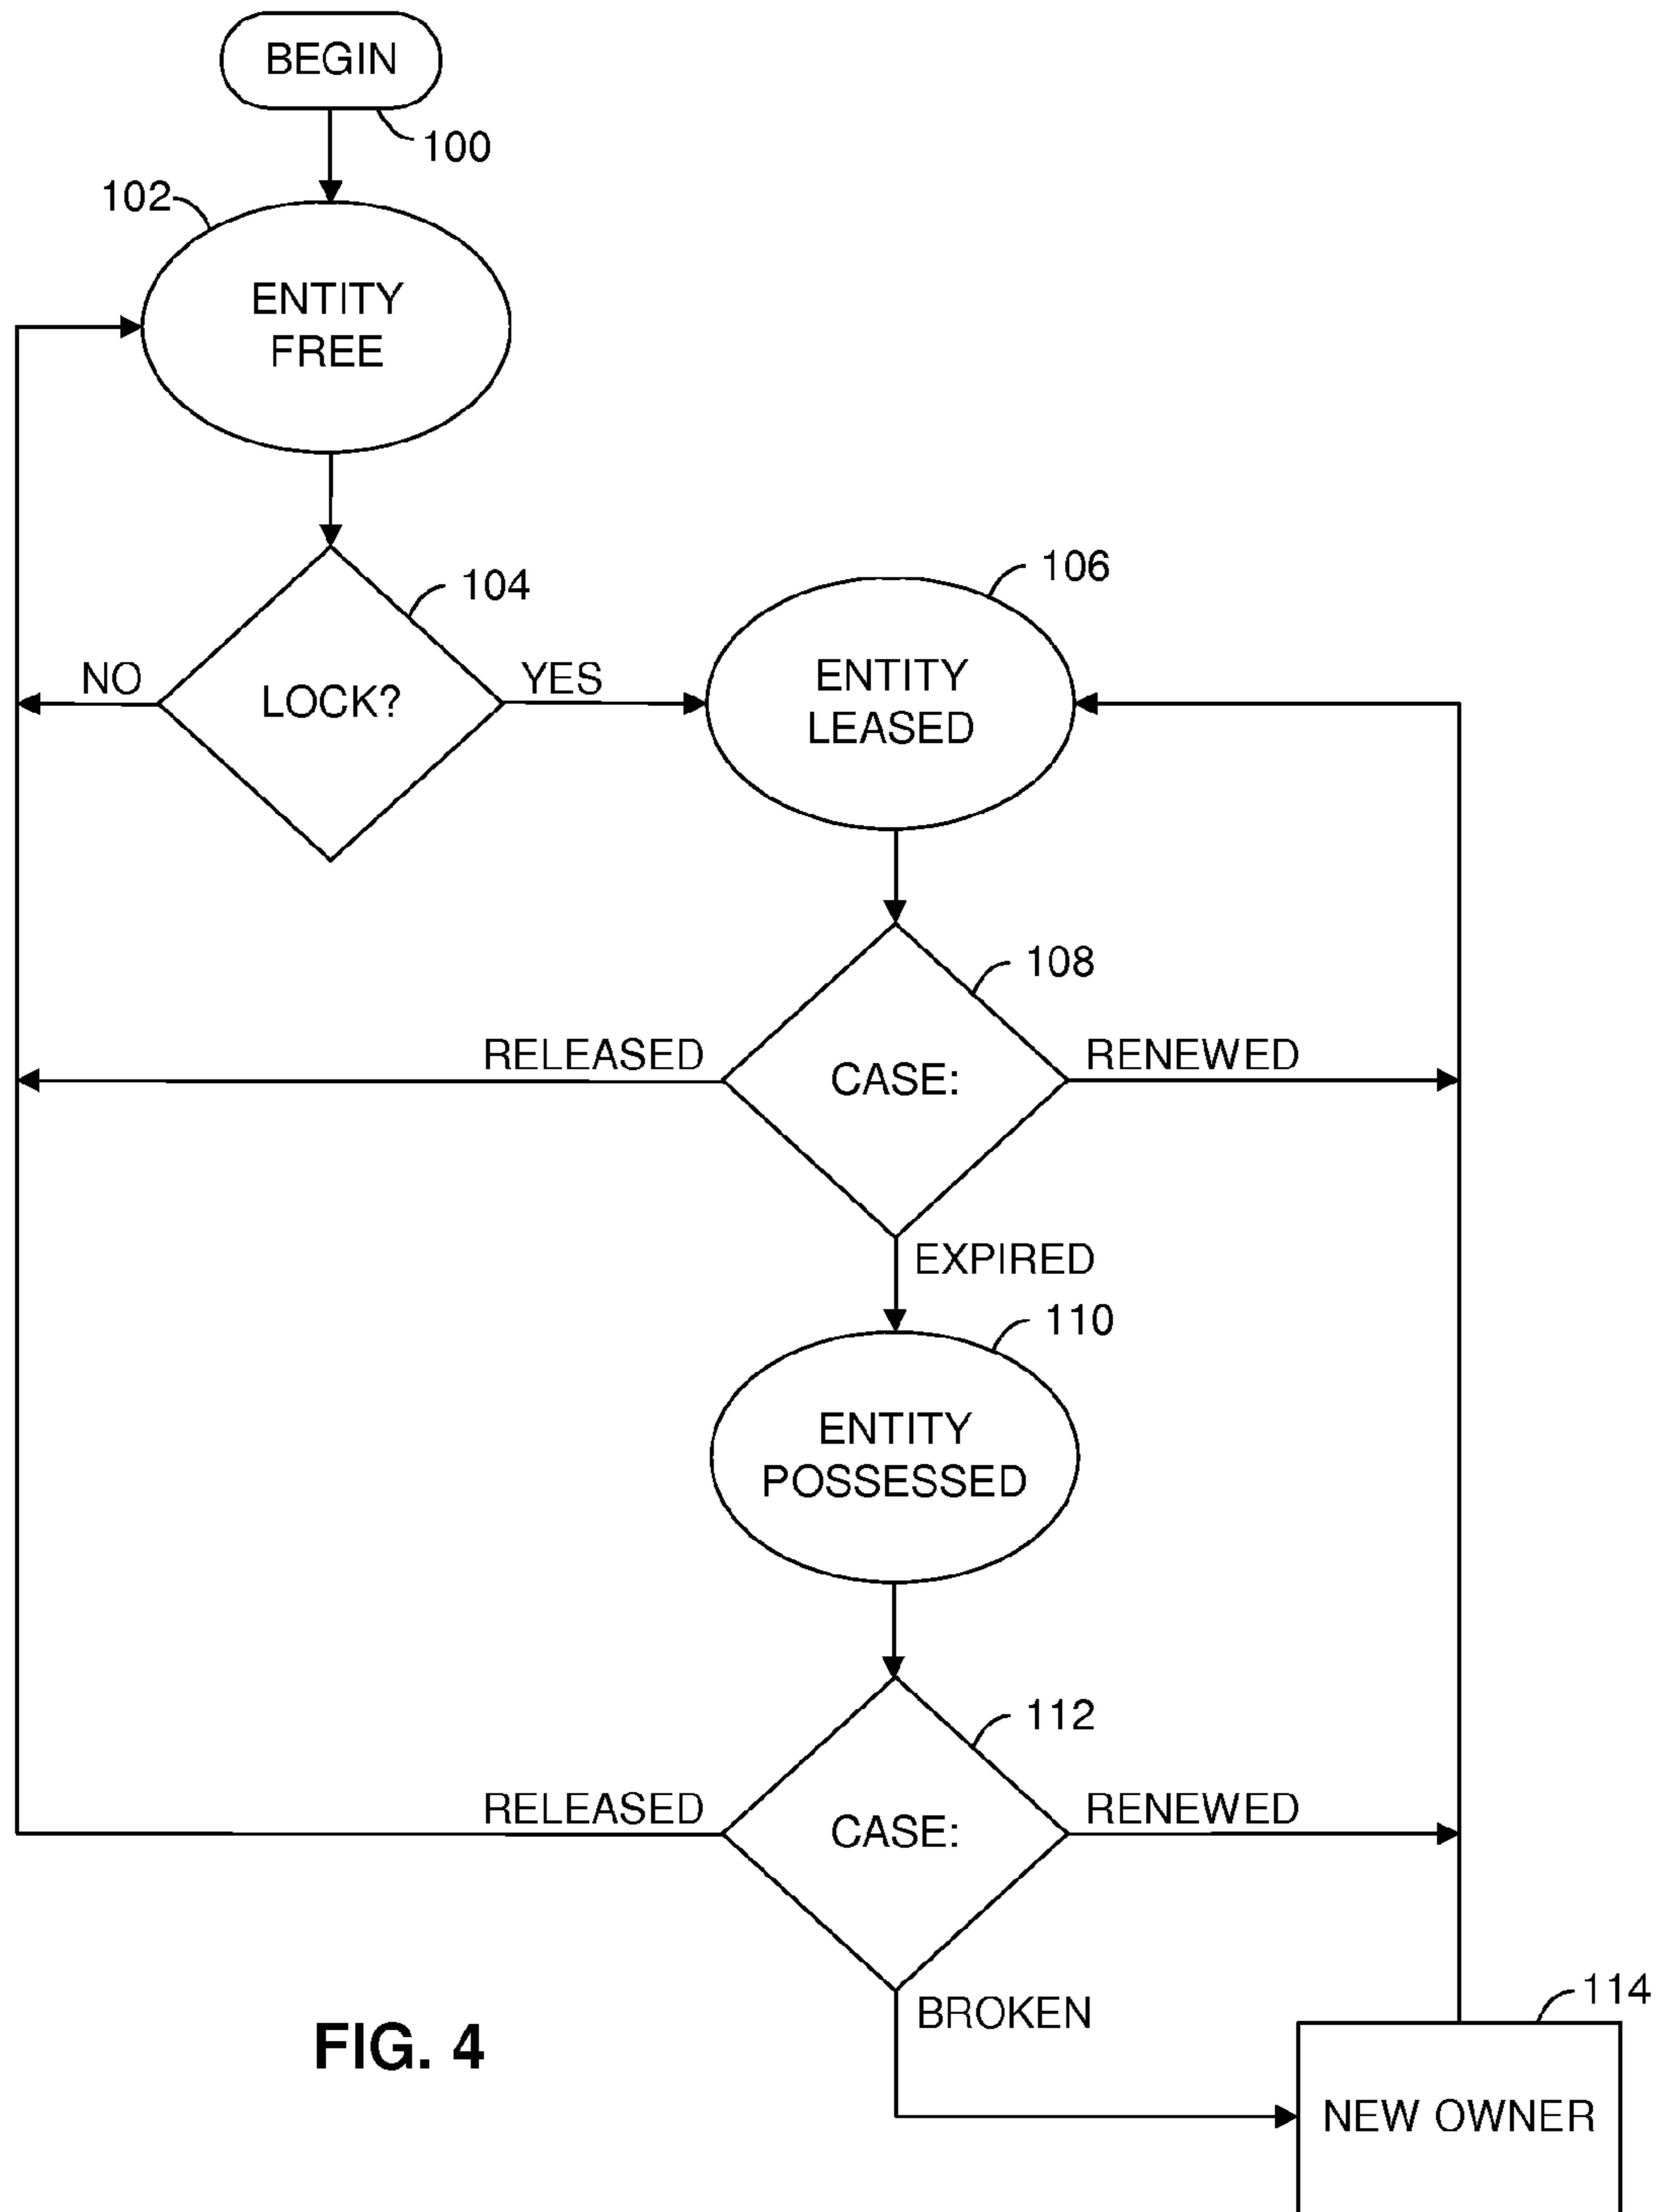 BEGIN
100
102
ENTITY
FREE
104
NO
LOCK?
YES
106
ENTITY
LEASED
108
RELEASED
CASE:
RENEWED
EXPIRED
110
ENTITY
POSSESSED
112
RELEASED
CASE:
RENEWED
BROKEN
114
NEW OWNER
FIG. 4